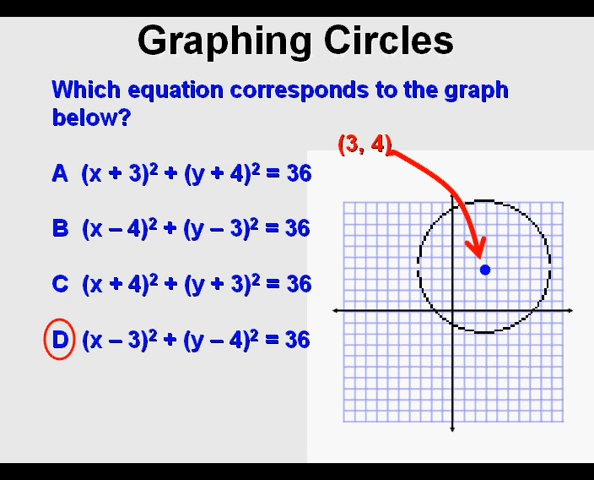 Graphing Circles
Which equation corresponds to the graph
below?
(3, 4)
A (x + 3)² + (y + 4)² = 36
B (x – 4)² + (y – 3)² = 36
C (x + 4)² + (y + 3)² = 36
D (x – 3)² + (y – 4)² = 36